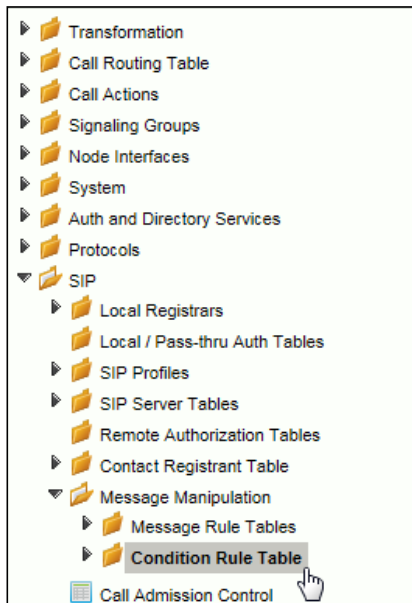 Transformation
Call Routing Table
Call Actions
Signaling Groups
Node Interfaces
System
Auth and Directory Services
Protocols
SIP
Local Registrars
Local / Pass-thru Auth Tables
SIP Profiles
SIP Server Tables
Remote Authorization Tables
Contact Registrant Table
Message Manipulation
Message Rule Tables
Condition Rule Table
Call Admission Control